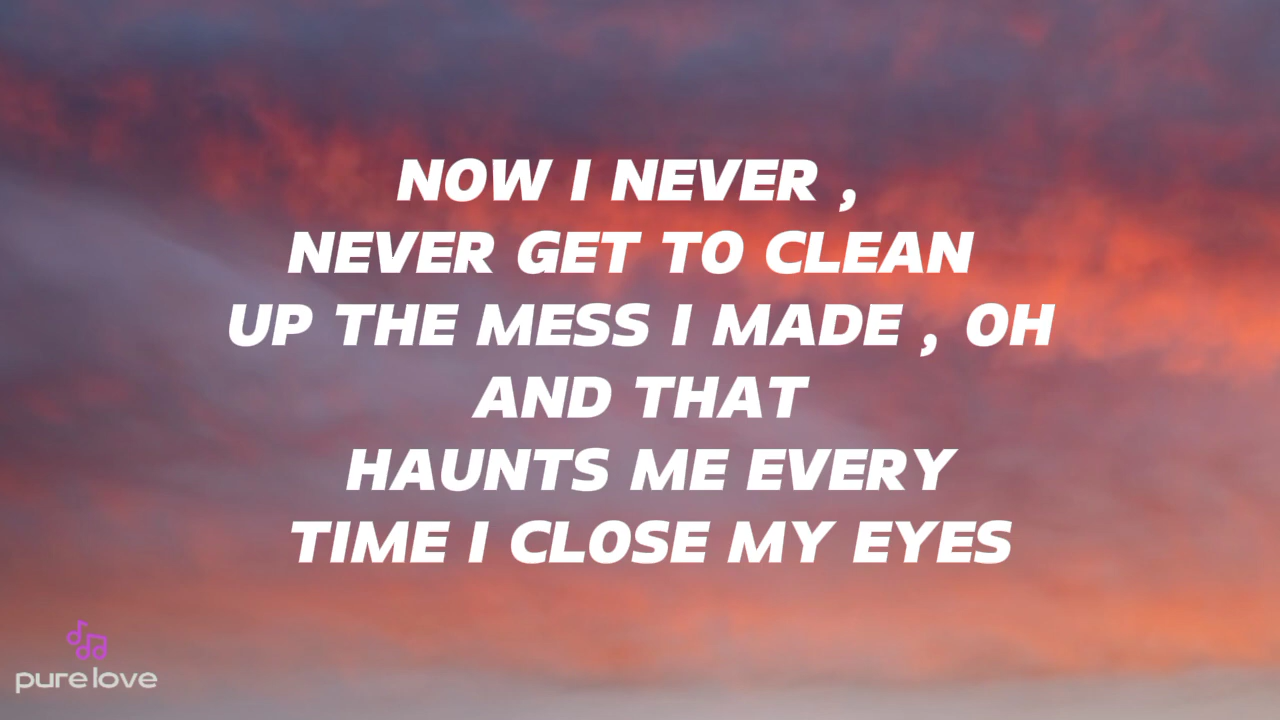 NOW I NEVER ,
NEVER GET TO CLEAN
UP THE MESS I MADE , OH
AND THAT
HAUNTS ME EVERY
TIME I CLOSE MY EYES
pure love